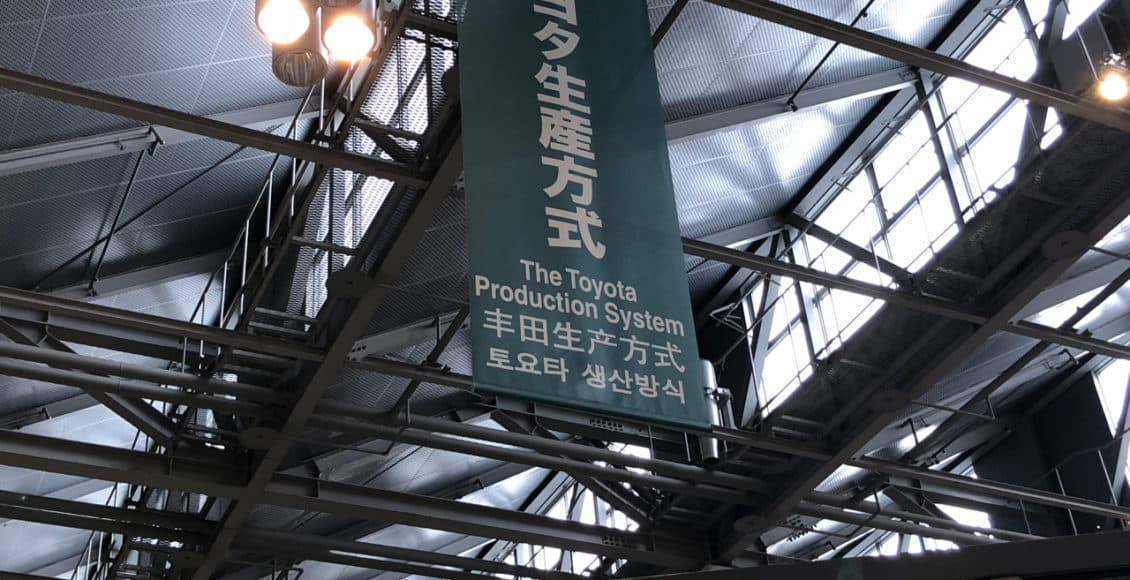 ヨタ生産方式
The Toyota
Production System
丰田生产方式
토요타 생산방식